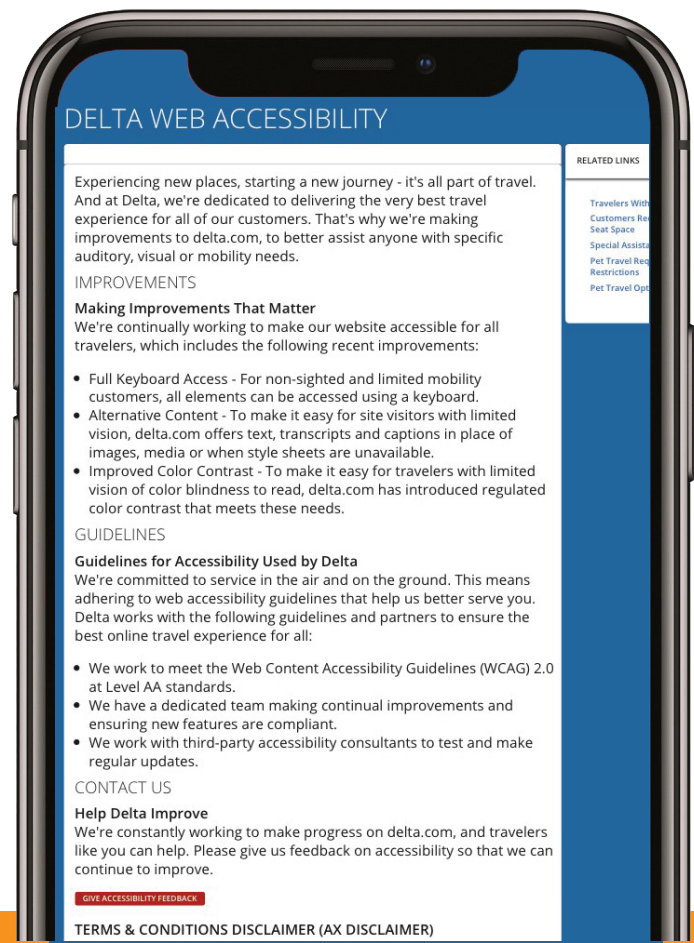 DELTA WEB ACCESSIBILITY
Experiencing new places, starting a new journey - it's all part of travel.
And at Delta, we're dedicated to delivering the very best travel
experience for all of our customers. That's why we're making
improvements to delta.com, to better assist anyone with specific
auditory, visual or mobility needs.
IMPROVEMENTS
Making Improvements That Matter
We're continually working to make our website accessible for all
travelers, which includes the following recent improvements:
• Full Keyboard Access - For non-sighted and limited mobility
customers, all elements can be accessed using a keyboard.
• Alternative Content - To make it easy for site visitors with limited
vision, delta.com offers text, transcripts and captions in place of
images, media or when style sheets are unavailable.
• Improved Color Contrast - To make it easy for travelers with limited
vision of color blindness to read, delta.com has introduced regulated
color contrast that meets these needs.
GUIDELINES
Guidelines for Accessibility Used by Delta
We're committed to service in the air and on the ground. This means
adhering to web accessibility guidelines that help us better serve you.
Delta works with the following guidelines and partners to ensure the
best online travel experience for all:
• We work to meet the Web Content Accessibility Guidelines (WCAG) 2.0
at Level AA standards.
• We have a dedicated team making continual improvements and
ensuring new features are compliant.
• We work with third-party accessibility consultants to test and make
regular updates.
CONTACT US
Help Delta Improve
We're constantly working to make progress on delta.com, and travelers
like you can help. Please give us feedback on accessibility so that we can
continue to improve.
GIVE ACCESSIBILITY FEEDBACK
TERMS & CONDITIONS DISCLAIMER (AX DISCLAIMER)
RELATED LINKS
Travelers With
Customers Re
Seat Space
Special Assista
Pet Travel Req
Restrictions
Pet Travel Opt